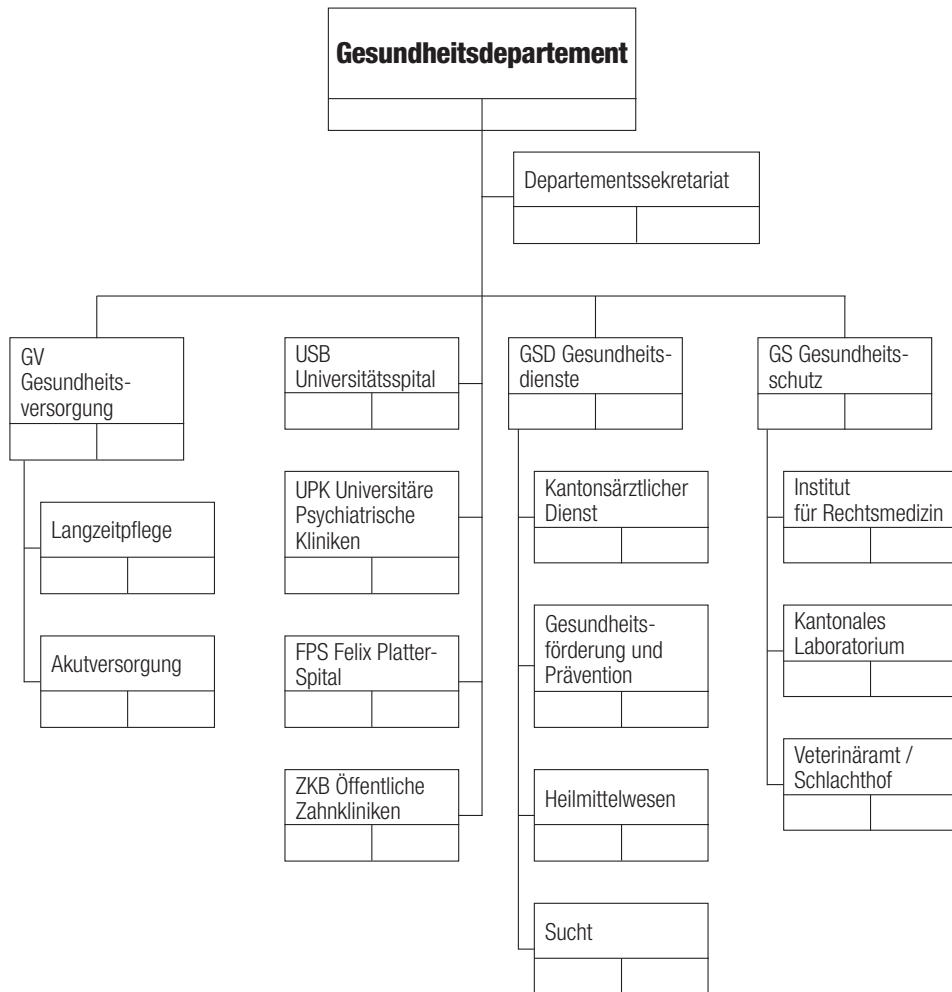 Gesundheitsdepartement
Departementssekretariat
GV
Gesundheits-
versorgung
Langzeitpflege
Akutversorgung
USB
Universitätsspital
UPK Universitäre
Psychiatrische
Kliniken
FPS Felix Platter-
Spital
ZKB Öffentliche
Zahnkliniken
GSD Gesundheits-
dienste
Kantonsärztlicher
Dienst
Gesundheits-
förderung und
Prävention
Heilmittelwesen
Sucht
GS Gesundheits-
schutz
Institut
für Rechtsmedizin
Kantonales
Laboratorium
Veterinäramt /
Schlachthof